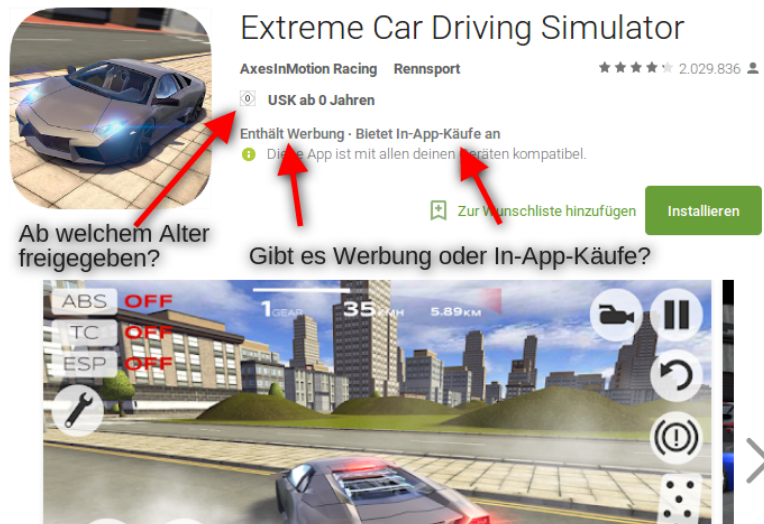 Extreme Car Driving Simulator
AxesInMotion Racing Rennsport 2.029.836
0 USK ab 0 Jahren
Enthält Werbung · Bietet In-App-Käufe an
Diese App ist mit allen deinen Geräten kompatibel.
Zur Wunschliste hinzufügen Installieren
Ab welchem Alter
freigegeben?
Gibt es Werbung oder In-App-Käufe?
ABS OFF
1 GEAR 35 KMH 5.89 KM
TC OFF
ESP OFF